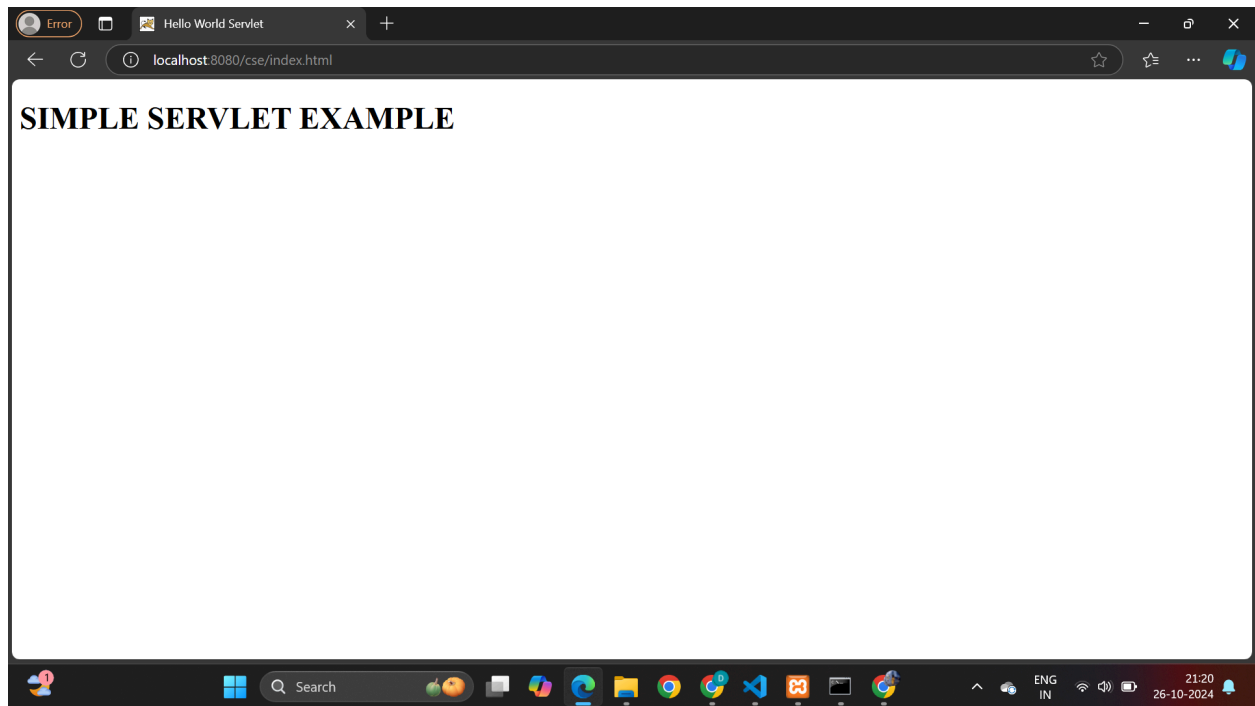 Error
Hello World Servlet
localhost:8080/cse/index.html
SIMPLE SERVLET EXAMPLE
1
Search
D
ENG
IN
21:20
26-10-2024